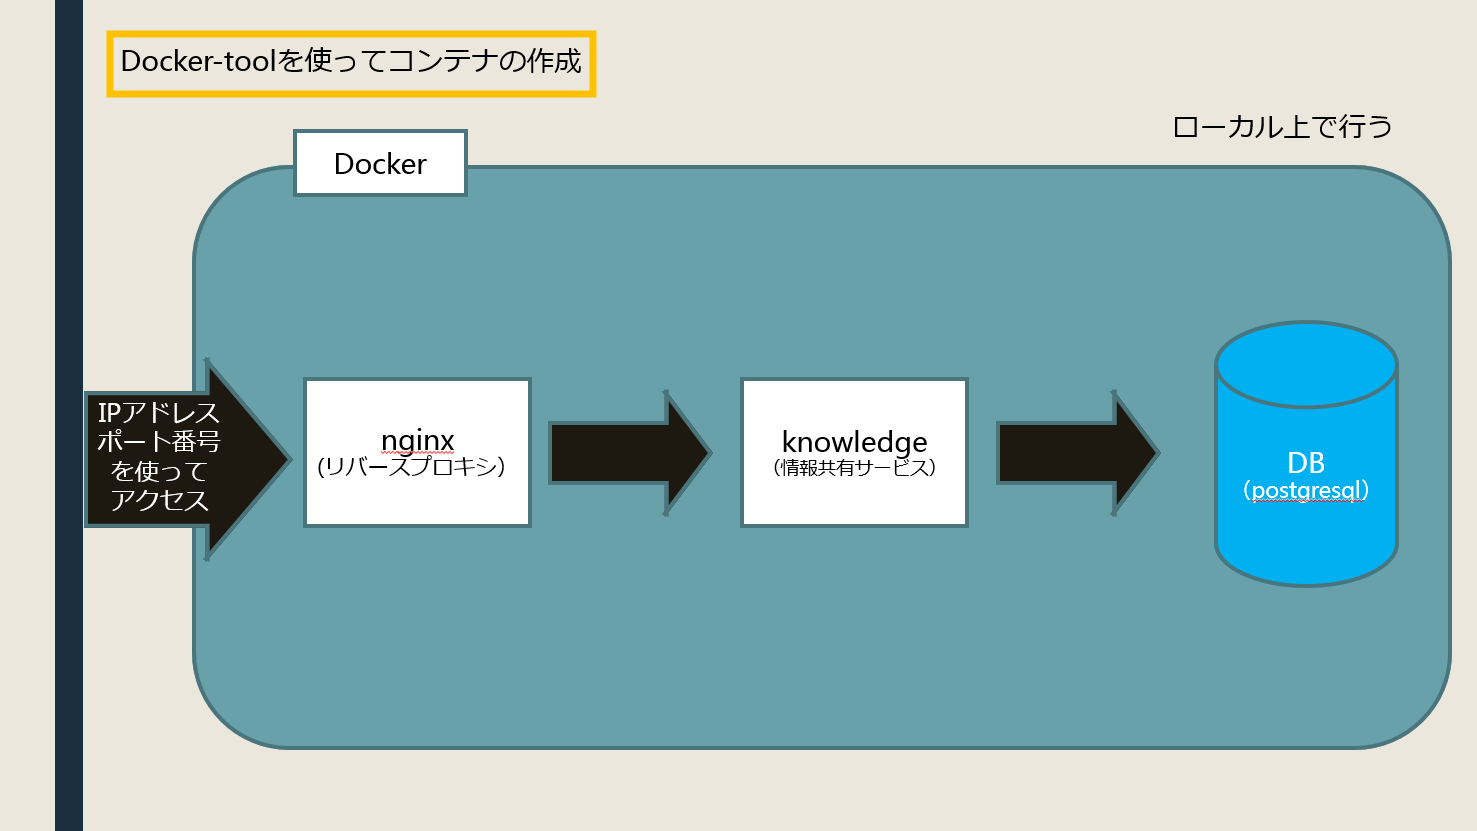 Docker-toolを使ってコンテナの作成
ローカル上で行う
Docker
IPアドレス
ポート番号
を使って
アクセス
nginx
(リバースプロキシ)
knowledge
(情報共有サービス)
DB
(postgresql)